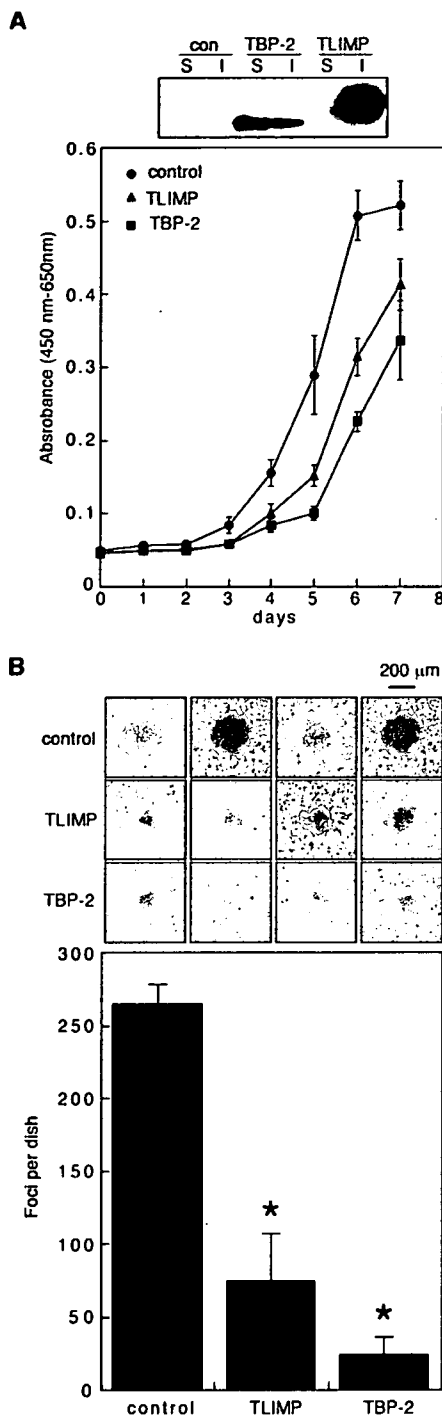 A
con TBP-2 TLIMP
S I S I S I
0.6
0.5
0.4
0.3
0.2
0.1
0
control
TLIMP
TBP-2
Absrobance (450 nm-650nm)
0 1 2 3 4 5 6 7 8
days
B
200 μm
control
TLIMP
TBP-2
300
250
200
150
100
50
0
Foci per dish
★
★
control TLIMP TBP-2